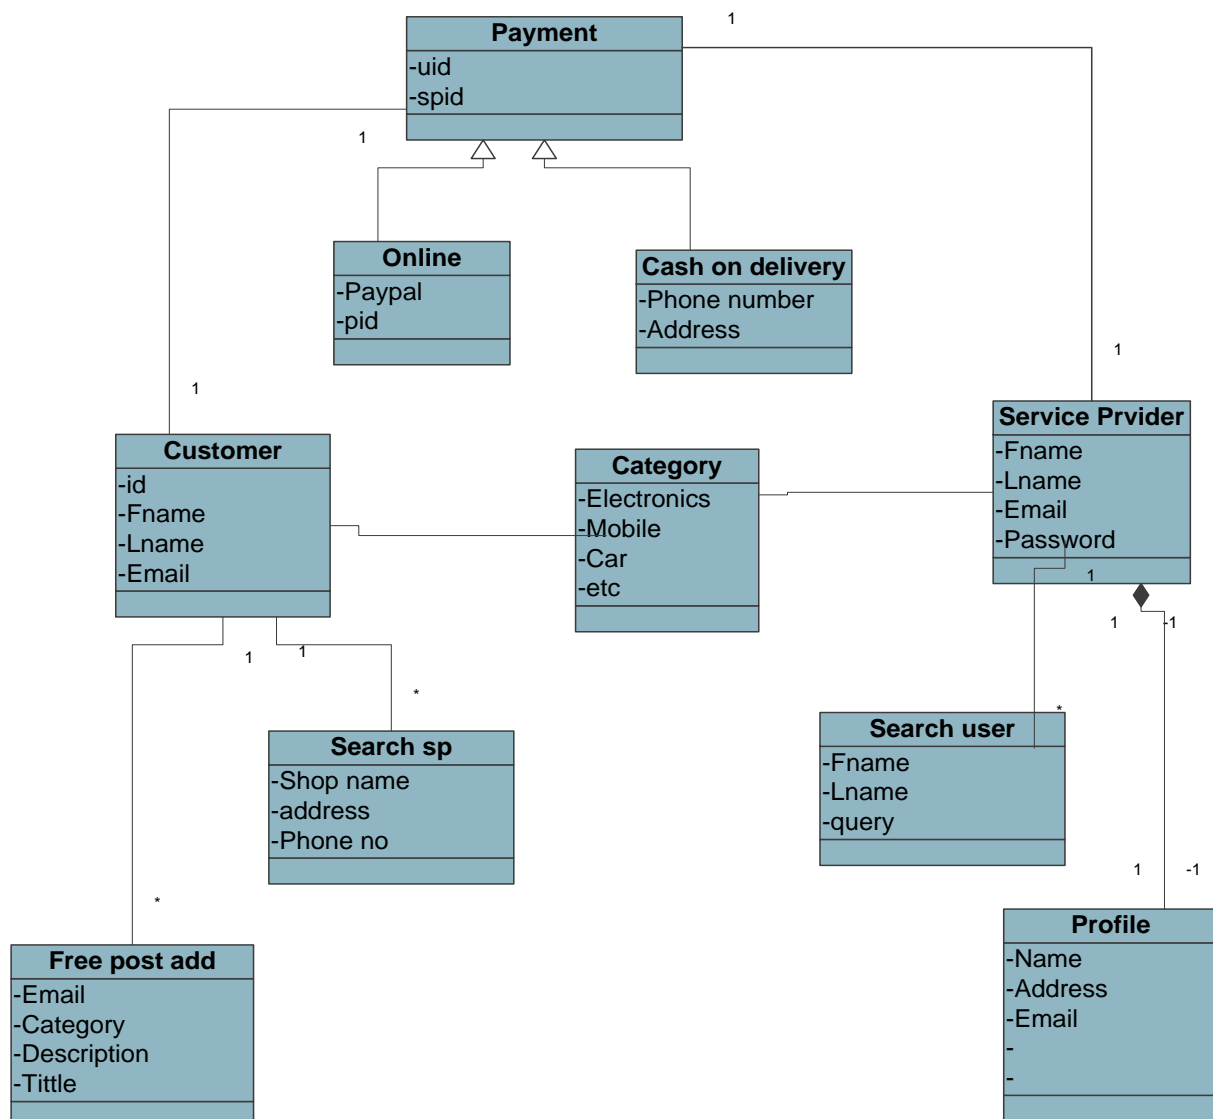 1
Payment
-uid
-spid
1
Online
-Paypal
-pid
Cash on delivery
-Phone number
-Address
1
1
Service Prvider
-Fname
-Lname
-Email
-Password
Customer
-id
-Fname
-Lname
-Email
Category
-Electronics
-Mobile
-Car
-etc
1
1
-1
1
1
*
*
Search sp
-Shop name
-address
-Phone no
Search user
-Fname
-Lname
-query
1
-1
*
Profile
-Name
-Address
-Email
-
-
Free post add
-Email
-Category
-Description
-Tittle